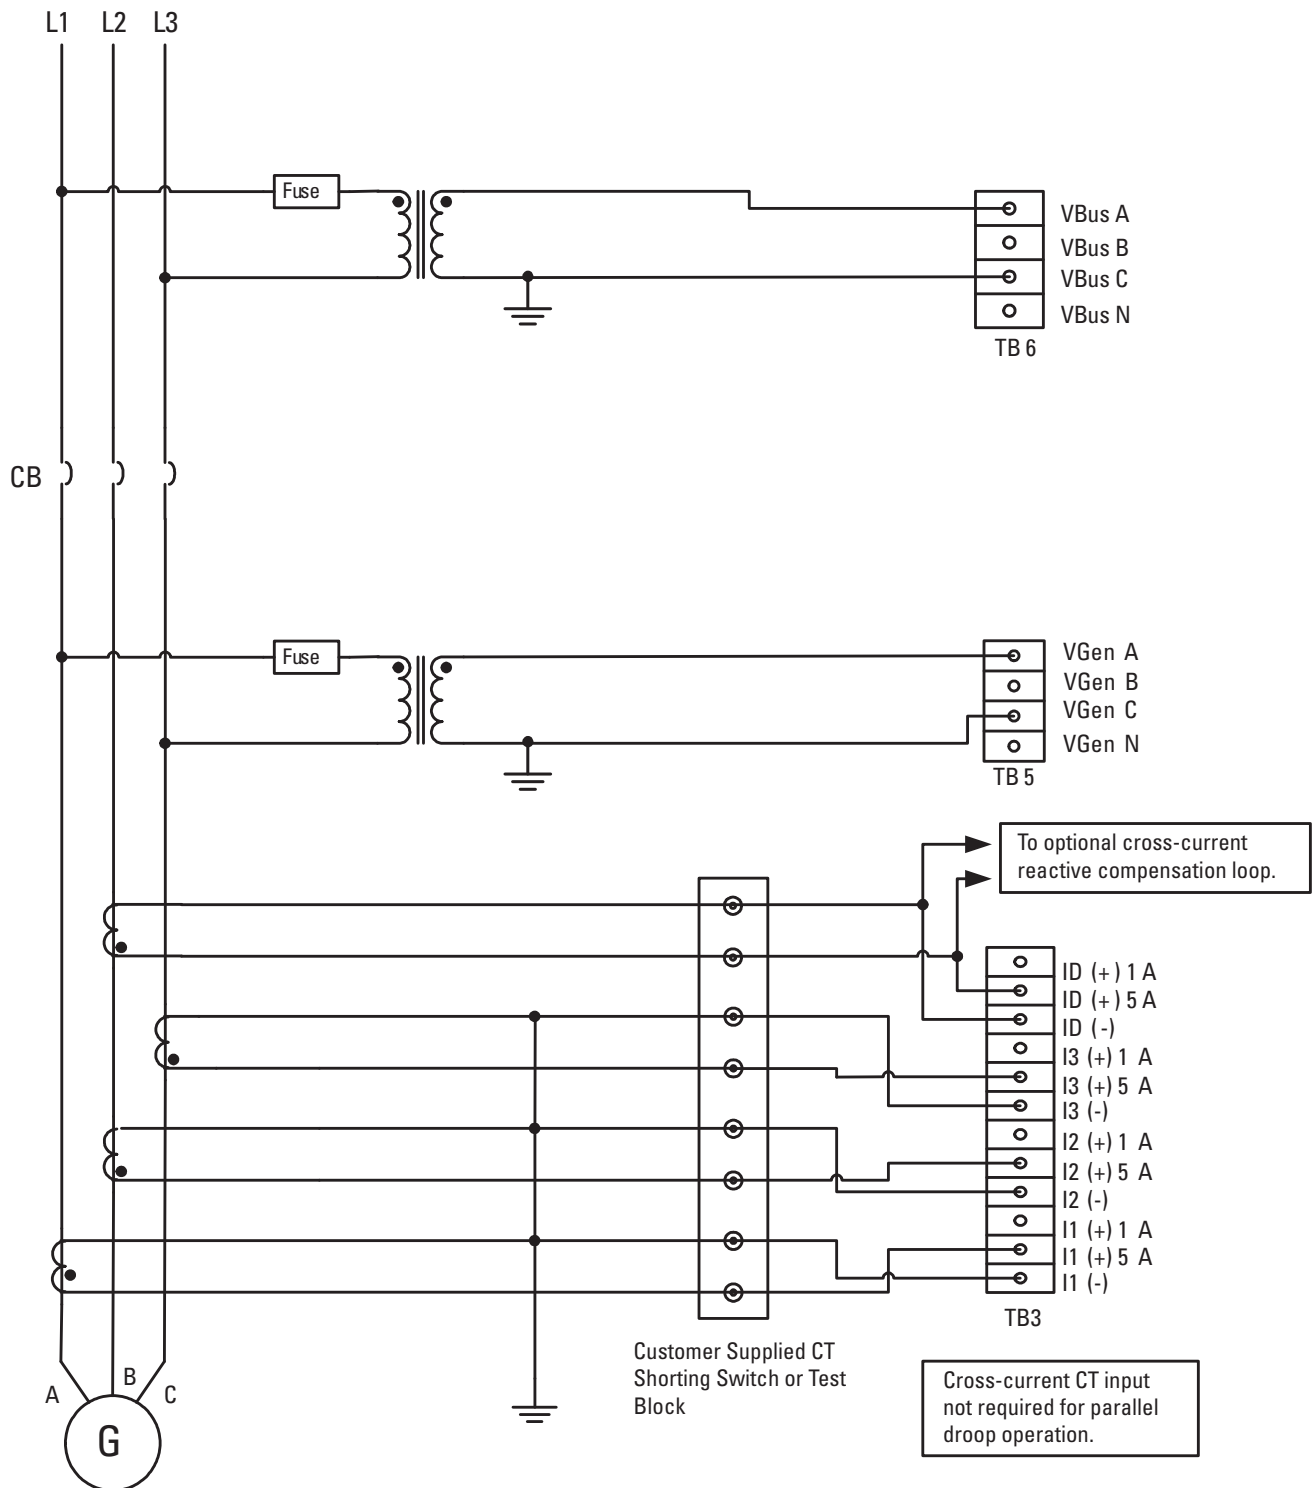 L1 L2 L3
Fuse
VBus A
VBus B
VBus C
VBus N
TB 6
CB
Fuse
VGen A
VGen B
VGen C
VGen N
TB 5
To optional cross-current
reactive compensation loop.
ID (+) 1 A
ID (+) 5 A
ID (-)
I3 (+) 1 A
I3 (+) 5 A
I3 (-)
I2 (+) 1 A
I2 (+) 5 A
I2 (-)
I1 (+) 1 A
I1 (+) 5 A
I1 (-)
TB3
Customer Supplied CT
Shorting Switch or Test
Block
Cross-current CT input
not required for parallel
droop operation.
A B C
G